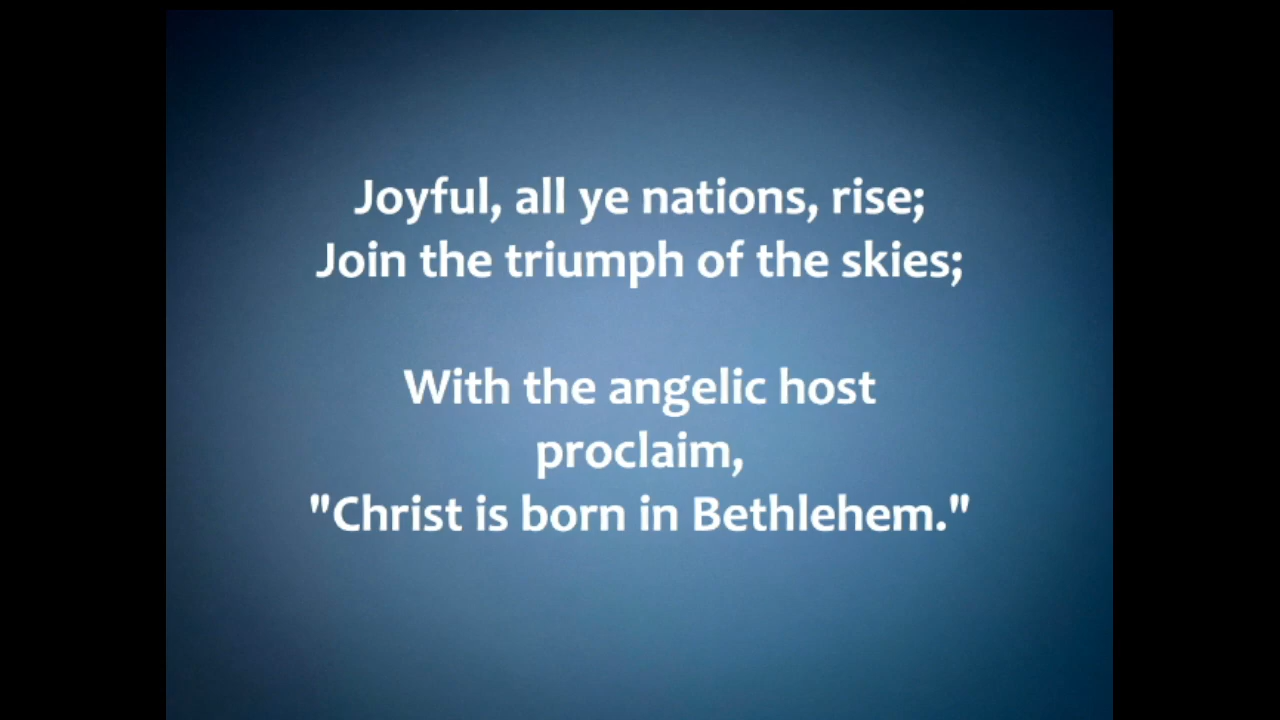 Joyful, all ye nations, rise;
Join the triumph of the skies;
With the angelic host
proclaim,
"Christ is born in Bethlehem."